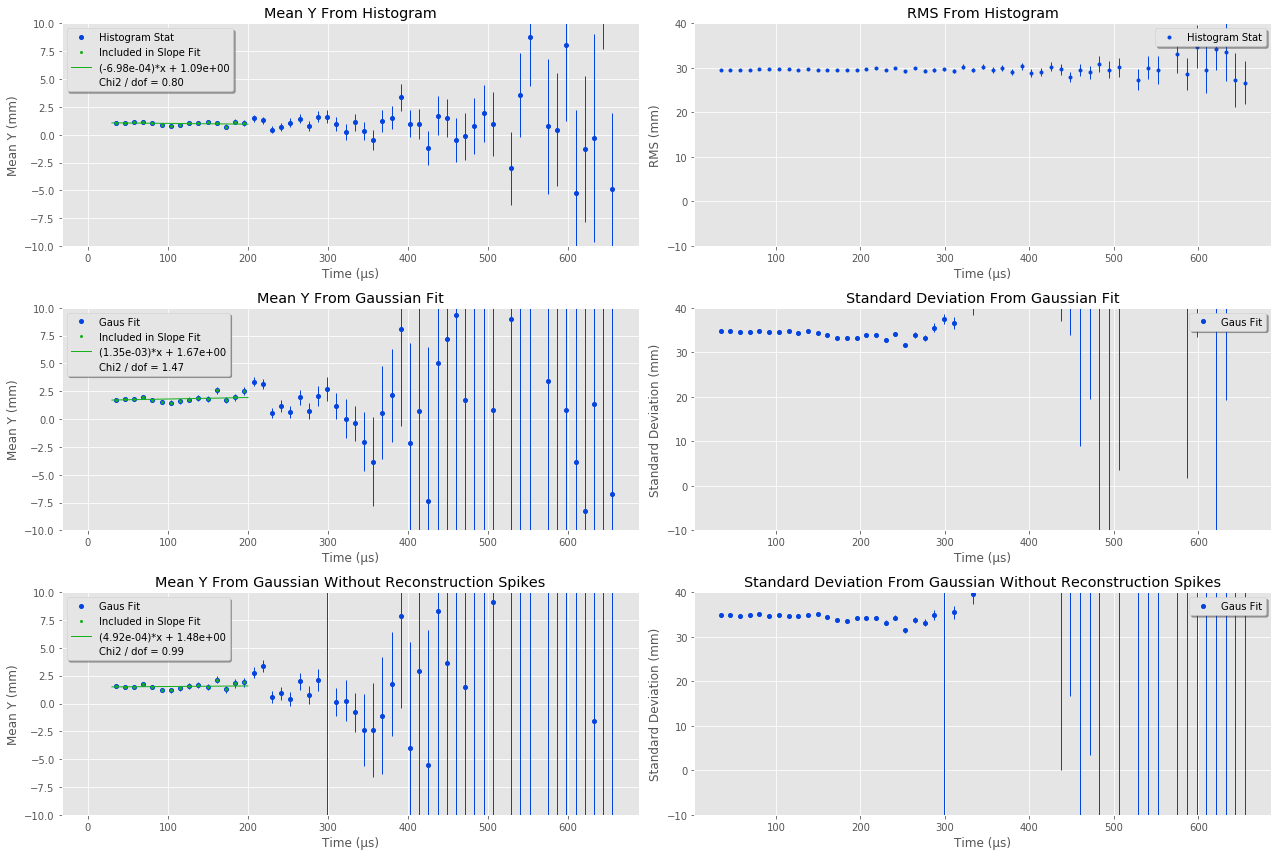 Mean Y From Histogram
10.0
7.5
5.0
2.5
0.0
−2.5
−5.0
−7.5
−10.0
Mean Y (mm)
Histogram Stat
Included in Slope Fit
(-6.98e-04)*x + 1.09e+00
Chi2 / dof = 0.80
0 100 200 300 400 500 600
Time (μs)
RMS From Histogram
40
30
20
10
0
−10
RMS (mm)
Histogram Stat
100 200 300 400 500 600
Time (μs)
Mean Y From Gaussian Fit
10.0
7.5
5.0
2.5
0.0
−2.5
−5.0
−7.5
−10.0
Mean Y (mm)
Gaus Fit
Included in Slope Fit
(1.35e-03)*x + 1.67e+00
Chi2 / dof = 1.47
0 100 200 300 400 500 600
Time (μs)
Standard Deviation From Gaussian Fit
40
30
20
10
0
−10
Standard Deviation (mm)
Gaus Fit
100 200 300 400 500 600
Time (μs)
Mean Y From Gaussian Without Reconstruction Spikes
10.0
7.5
5.0
2.5
0.0
−2.5
−5.0
−7.5
−10.0
Mean Y (mm)
Gaus Fit
Included in Slope Fit
(4.92e-04)*x + 1.48e+00
Chi2 / dof = 0.99
0 100 200 300 400 500 600
Time (μs)
Standard Deviation From Gaussian Without Reconstruction Spikes
40
30
20
10
0
−10
Standard Deviation (mm)
Gaus Fit
100 200 300 400 500 600
Time (μs)